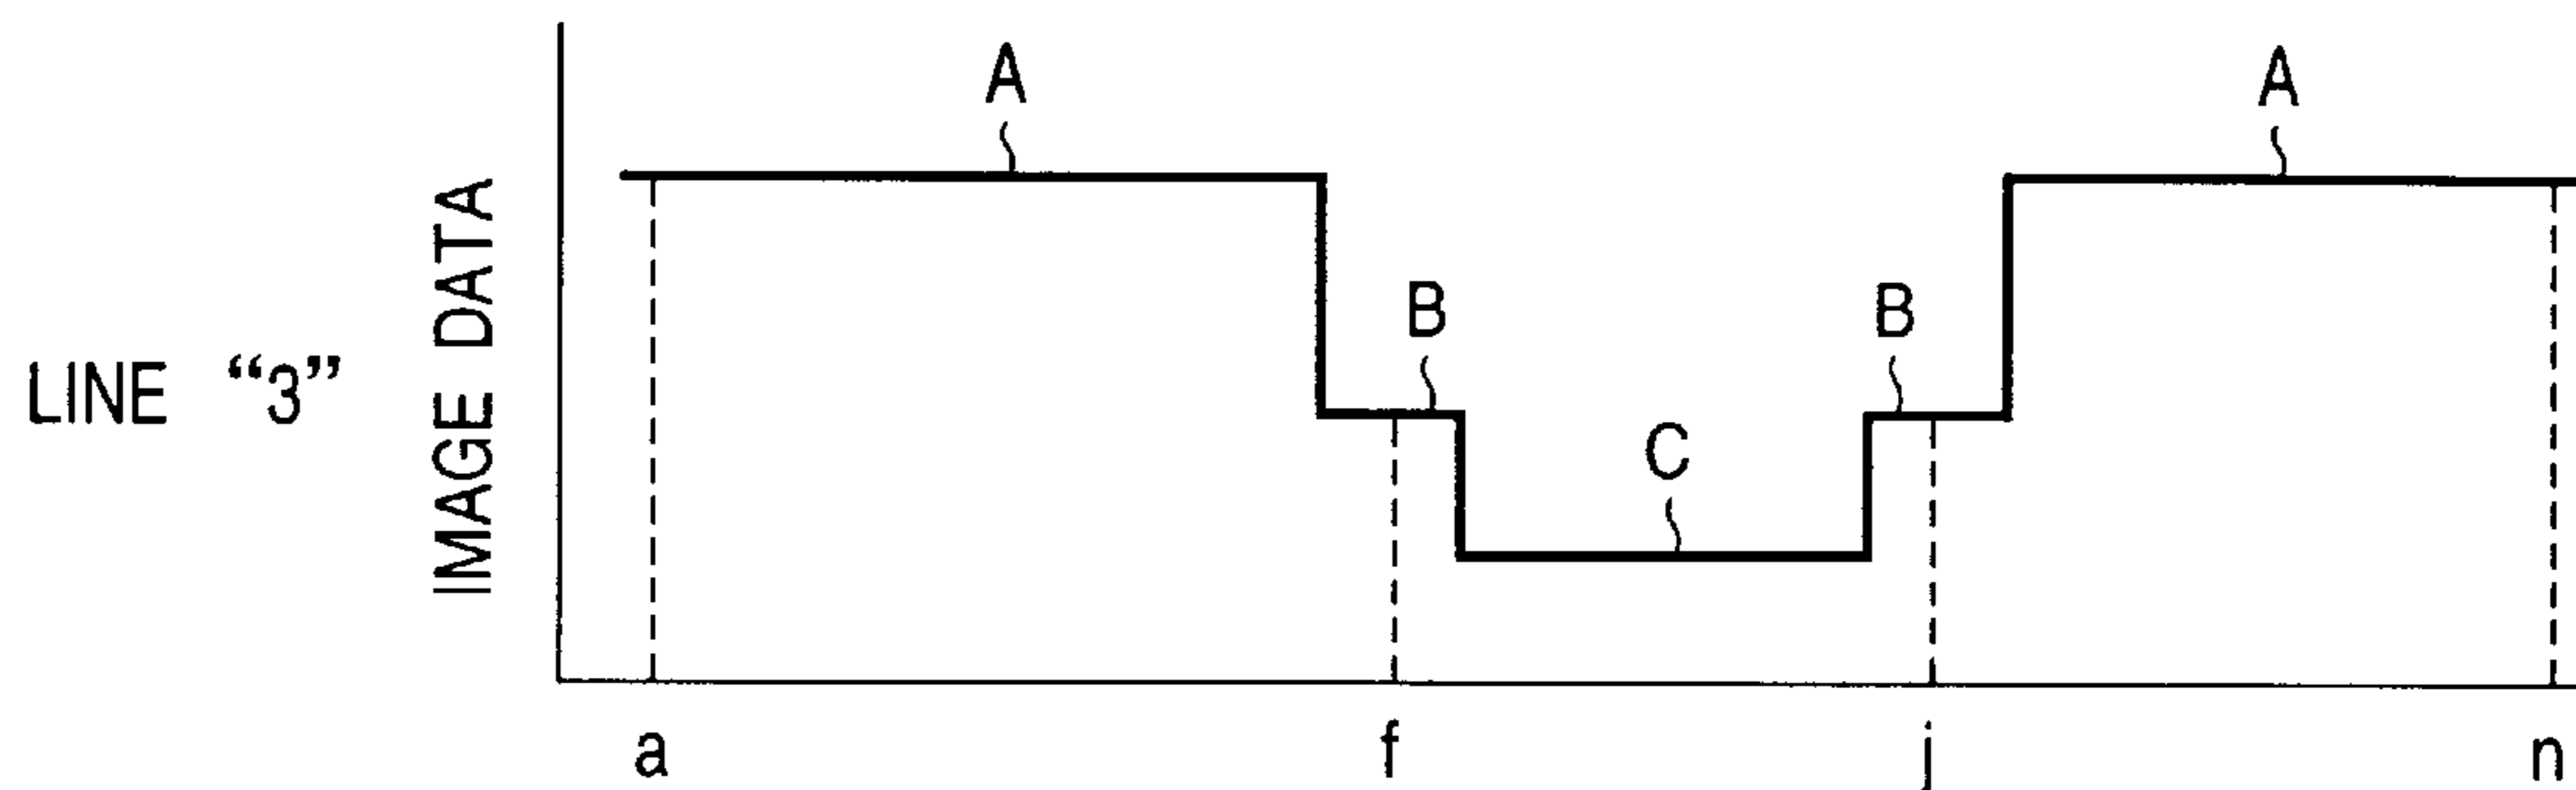 A A
B B
LINE “3” IMAGE DATA
C
a f j n